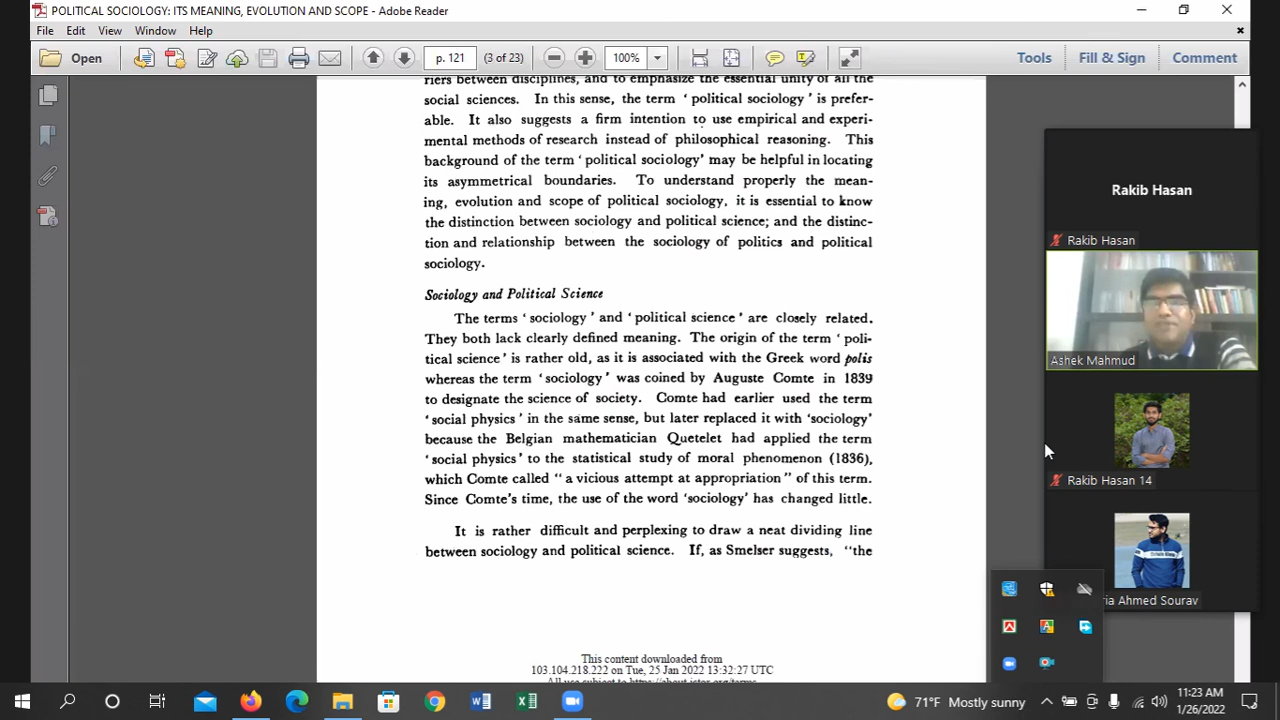 POLITICAL SOCIOLOGY: ITS MEANING, EVOLUTION AND SCOPE - Adobe Reader
File Edit View Window Help
Open p. 121 (3 of 23) 100% Tools Fill & Sign Comment
riers between disciplines, and to emphasize the essential unity of all the
social sciences. In this sense, the term ‘ political sociology ’ is prefer-
able. It also suggests a firm intention to use empirical and experi-
mental methods of research instead of philosophical reasoning. This
background of the term ‘ political sociology’ may be helpful in locating
its asymmetrical boundaries. To understand properly the mean-
ing, evolution and scope of political sociology, it is essential to know
the distinction between sociology and political science; and the distinc-
tion and relationship between the sociology of politics and political
sociology.
Sociology and Political Science
The terms ‘ sociology ’ and ‘ political science ’ are closely related.
They both lack clearly defined meaning. The origin of the term ‘ poli-
tical science’ is rather old, as it is associated with the Greek word polis
whereas the term ‘ sociology ’ was coined by Auguste Comte in 1839
to designate the science of society. Comte had earlier used the term
‘ social physics ’ in the same sense, but later replaced it with ‘sociology’
because the Belgian mathematician Quetelet had applied the term
‘ social physics ’ to the statistical study of moral phenomenon (1836),
which Comte called “ a vicious attempt at appropriation ” of this term.
Since Comte’s time, the use of the word ‘sociology’ has changed little.
It is rather difficult and perplexing to draw a neat dividing line
between sociology and political science. If, as Smelser suggests, “the
This content downloaded from
103.104.218.222 on Tue, 25 Jan 2022 13:32:27 UTC
All use subject to https://about.jstor.org/terms
Rakib Hasan
Rakib Hasan
Ashek Mahmud
Rakib Hasan 14
ia Ahmed Sourav
71°F Mostly sunny
11:23 AM
1/26/2022